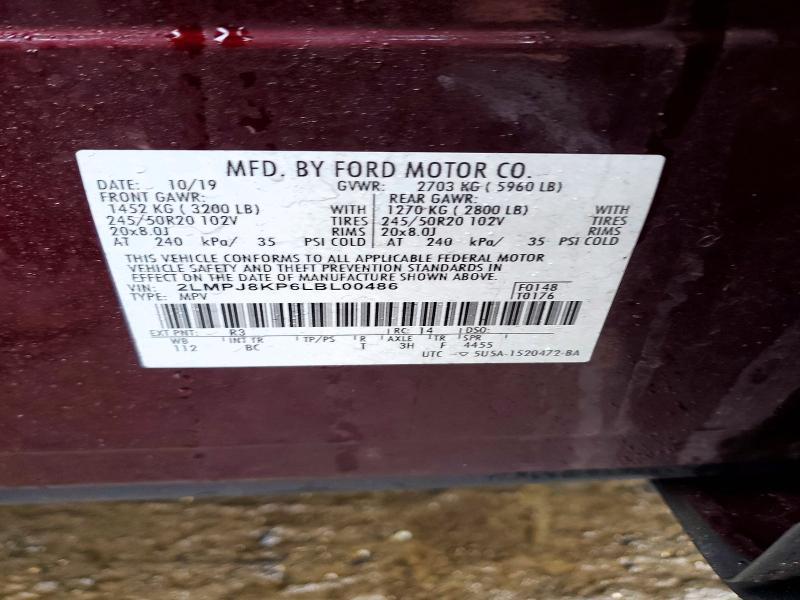 MFD. BY FORD MOTOR CO.
DATE: 10/19 GVWR: 2703 KG ( 5960 LB)
FRONT GAWR: REAR GAWR:
1452 KG ( 3200 LB) WITH 1270 KG ( 2800 LB) WITH
245/50R20 102V TIRES 245/50R20 102V TIRES
20x8.0J RIMS 20x8.0J RIMS
AT 240 kPa/ 35 PSI COLD AT 240 kPa/ 35 PSI COLD
THIS VEHICLE CONFORMS TO ALL APPLICABLE FEDERAL MOTOR
VEHICLE SAFETY AND THEFT PREVENTION STANDARDS IN
EFFECT ON THE DATE OF MANUFACTURE SHOWN ABOVE.
VIN: 2LMPJ8KP6LBL00486 F0148
TYPE: MPV T0176
EXT PNT: R3 RC: 14 DSO:
WB INT TR TP/PS R AXLE TR SPR
112 BC T 3H F 4455
UTC 5U5A-1520472-BA